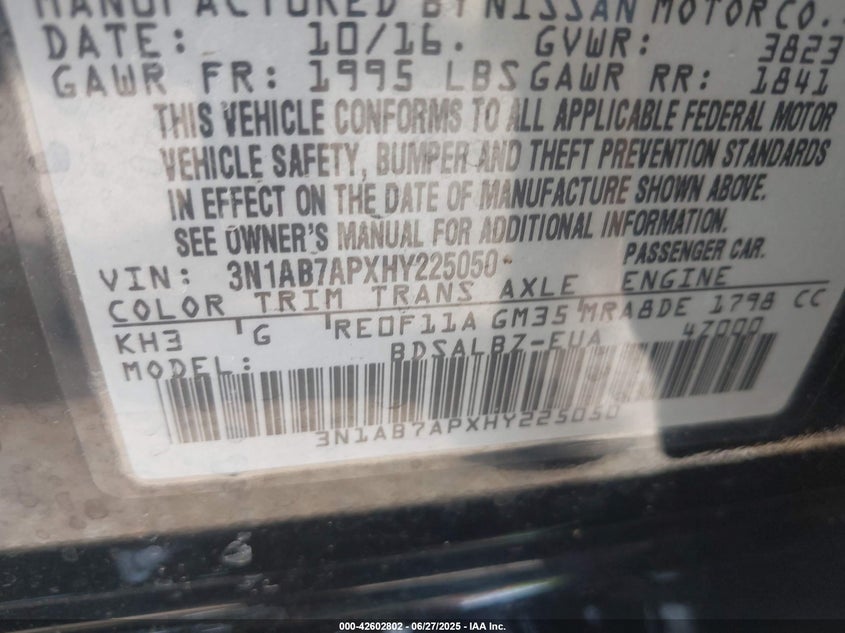 MANUFACTURED BY NISSAN MOTOR CO.
DATE: 10/16. GVWR: 3823
GAWR FR: 1995 LBS GAWR RR: 1841
THIS VEHICLE CONFORMS TO ALL APPLICABLE FEDERAL MOTOR
VEHICLE SAFETY, BUMPER AND THEFT PREVENTION STANDARDS
IN EFFECT ON THE DATE OF MANUFACTURE SHOWN ABOVE.
SEE OWNER'S MANUAL FOR ADDITIONAL INFORMATION.
VIN: 3N1AB7APXHY225050 PASSENGER CAR.
COLOR TRIM TRANS AXLE ENGINE
KH3 G RE0F11A GM35 MRA8DE 1798 CC
MODEL: BDSALBZ-EUA 4Z000
3N1AB7APXHY225050
000-42602802 / 06/27/2025 - IAA Inc.